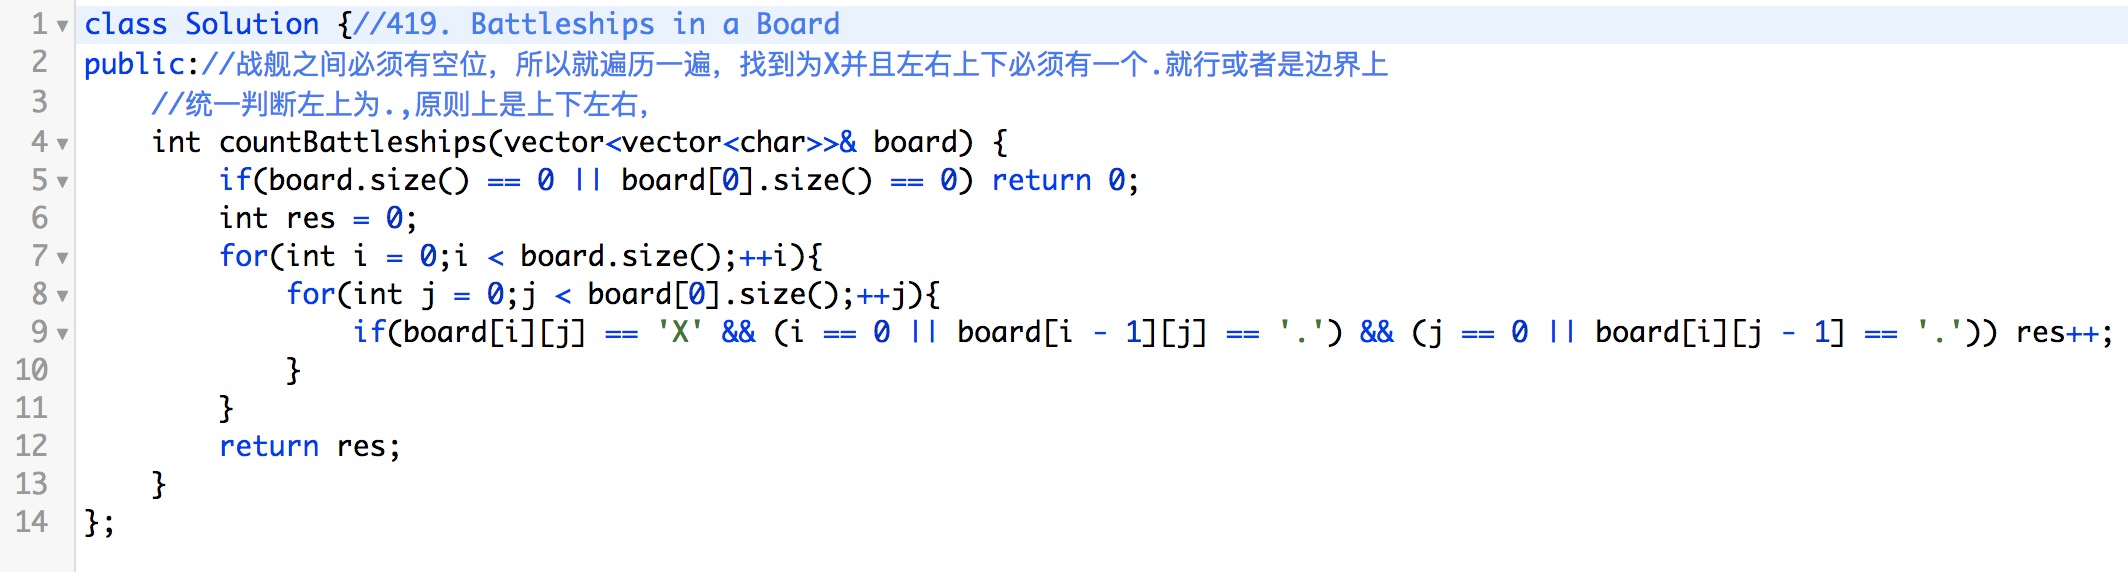 1 class Solution {//419. Battleships in a Board
2 public://战舰之间必须有空位，所以就遍历一遍，找到为X并且左右上下必须有一个.就行或者是边界上
3     //统一判断左上为.,原则上是上下左右，
4     int countBattleships(vector<vector<char>>& board) {
5         if(board.size() == 0 || board[0].size() == 0) return 0;
6         int res = 0;
7         for(int i = 0;i < board.size();++i){
8             for(int j = 0;j < board[0].size();++j){
9                 if(board[i][j] == 'X' && (i == 0 || board[i - 1][j] == '.') && (j == 0 || board[i][j - 1] == '.')) res++;
10             }
11         }
12         return res;
13     }
14 };